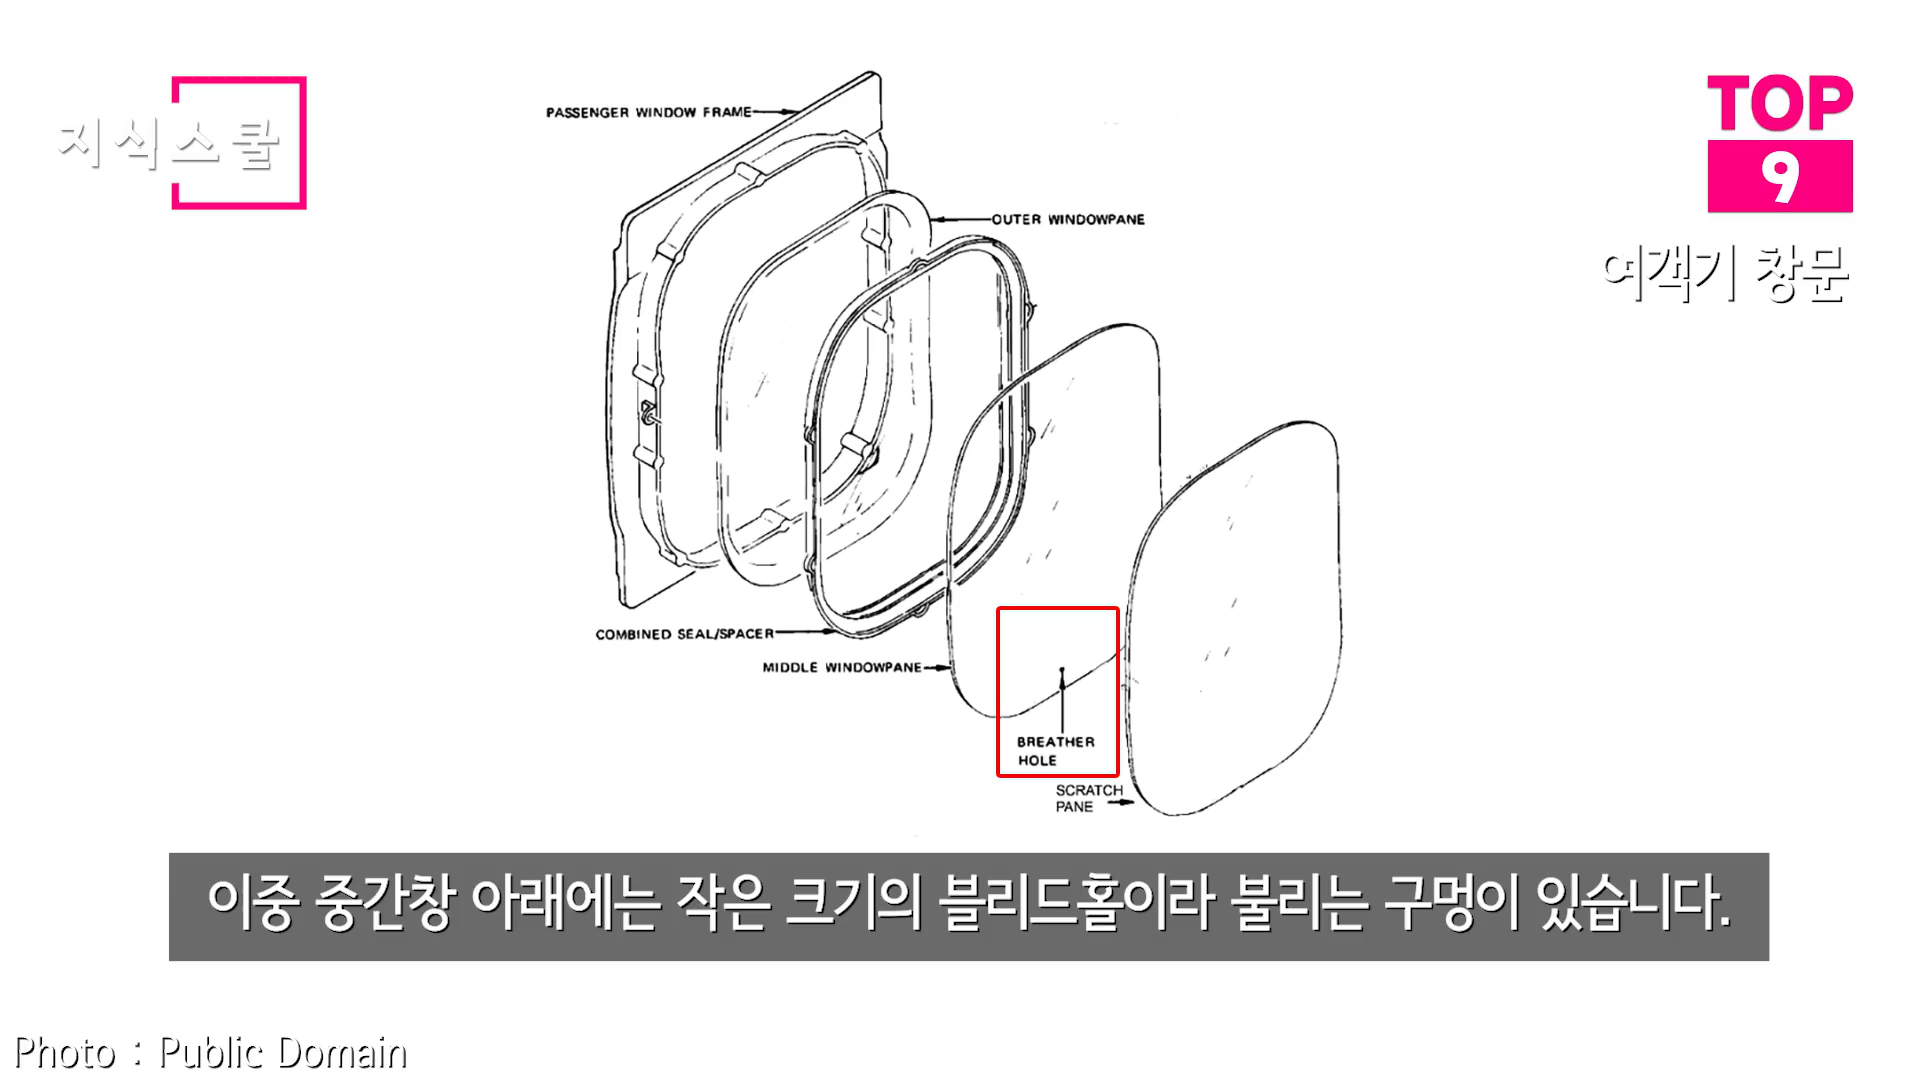 지식스쿨
TOP
9
여객기 창문
PASSENGER WINDOW FRAME
OUTER WINDOWPANE
COMBINED SEAL/SPACER
MIDDLE WINDOWPANE
BREATHER
HOLE
SCRATCH
PANE
이중 중간창 아래에는 작은 크기의 블리드홀이라 불리는 구멍이 있습니다.
Photo : Public Domain